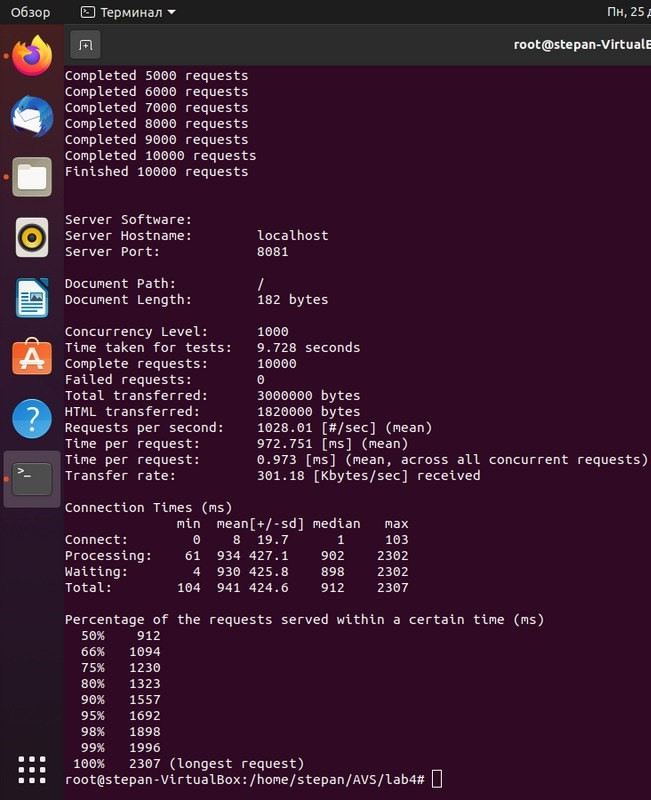 Обзор Терминал Пн, 25
root@stepan-VirtualB
Completed 5000 requests
Completed 6000 requests
Completed 7000 requests
Completed 8000 requests
Completed 9000 requests
Completed 10000 requests
Finished 10000 requests
Server Software:
Server Hostname: localhost
Server Port: 8081
Document Path: /
Document Length: 182 bytes
Concurrency Level: 1000
Time taken for tests: 9.728 seconds
Complete requests: 10000
Failed requests: 0
Total transferred: 3000000 bytes
HTML transferred: 1820000 bytes
Requests per second: 1028.01 [#/sec] (mean)
Time per request: 972.751 [ms] (mean)
Time per request: 0.973 [ms] (mean, across all concurrent requests)
Transfer rate: 301.18 [Kbytes/sec] received
Connection Times (ms)
min mean[+/-sd] median max
Connect: 0 8 19.7 1 103
Processing: 61 934 427.1 902 2302
Waiting: 4 930 425.8 898 2302
Total: 104 941 424.6 912 2307
Percentage of the requests served within a certain time (ms)
50% 912
66% 1094
75% 1230
80% 1323
90% 1557
95% 1692
98% 1898
99% 1996
100% 2307 (longest request)
root@stepan-VirtualBox:/home/stepan/AVS/lab4#